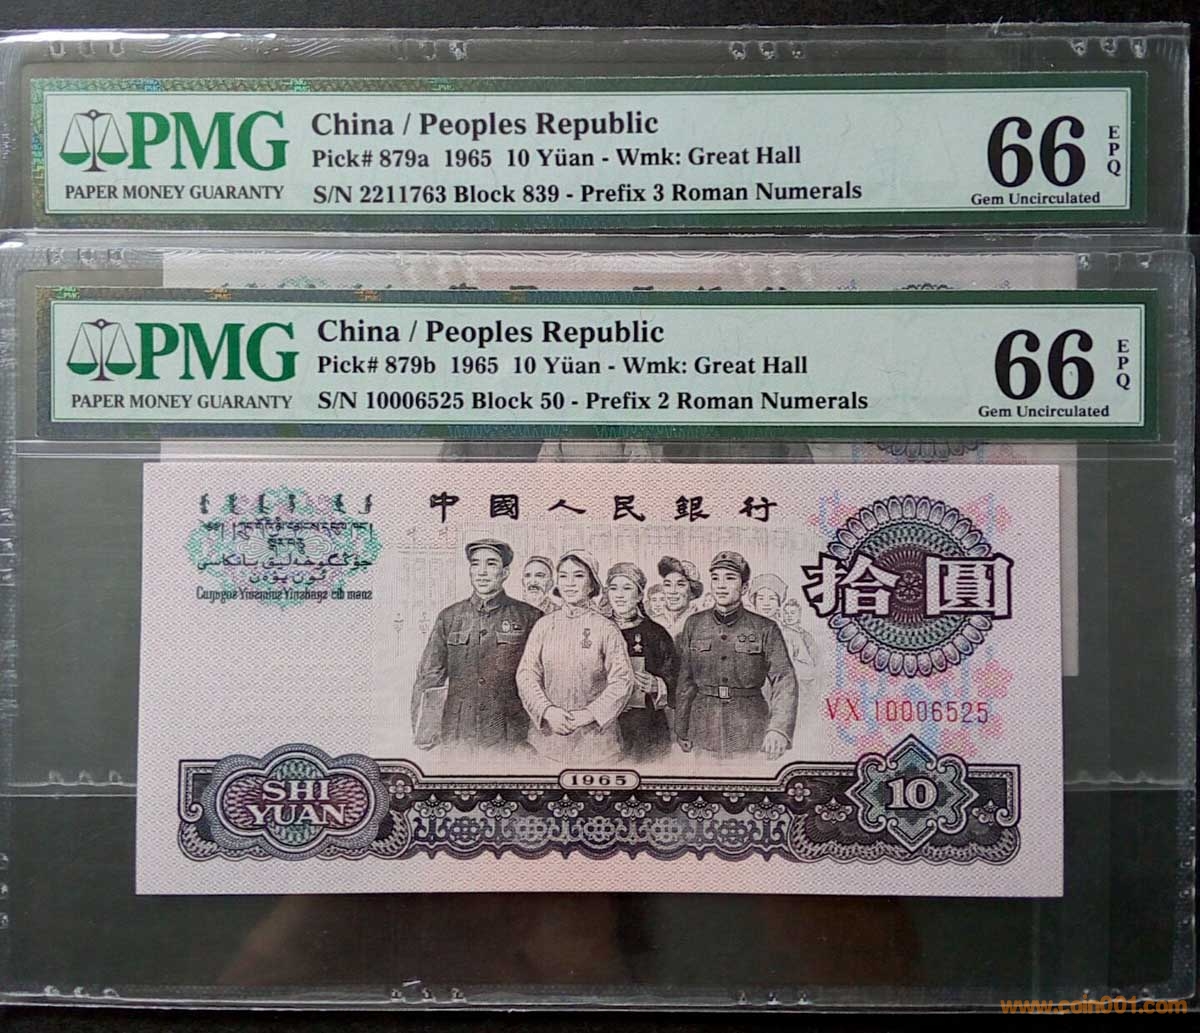 PMG
PAPER MONEY GUARANTY
China / Peoples Republic
Pick# 879a 1965 10 Yüan - Wmk: Great Hall
S/N 2211763 Block 839 - Prefix 3 Roman Numerals
66
EPQ
Gem Uncirculated
PMG
PAPER MONEY GUARANTY
China / Peoples Republic
Pick# 879b 1965 10 Yüan - Wmk: Great Hall
S/N 10006525 Block 50 - Prefix 2 Roman Numerals
66
EPQ
Gem Uncirculated
中國人民銀行
拾圓
VX 10006525
1965
SHI
YUAN
10
www.coin001.com